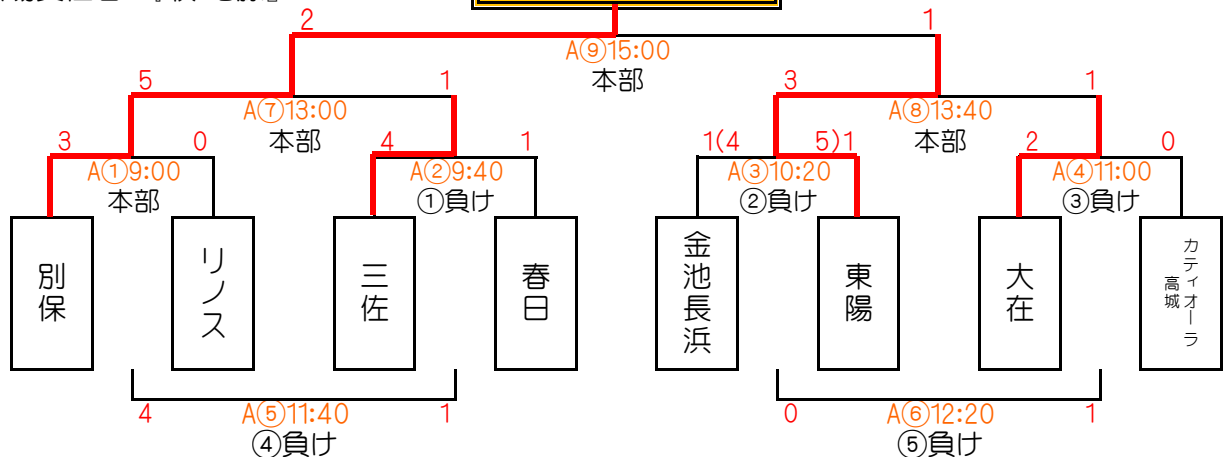 2 1
A⑨15:00
本部
5 1 3 1
A⑦13:00 A⑧13:40
本部 本部
3 0 4 1 1(4 5)1 2 0
A①9:00 A②9:40 A③10:20 A④11:00
本部 ①負け ②負け ③負け
別保
リノス
三佐
春日
金池長浜
東陽
大在
カティオーラ
高城
4 A⑤11:40 1 0 A⑥12:20 1
④負け ⑤負け